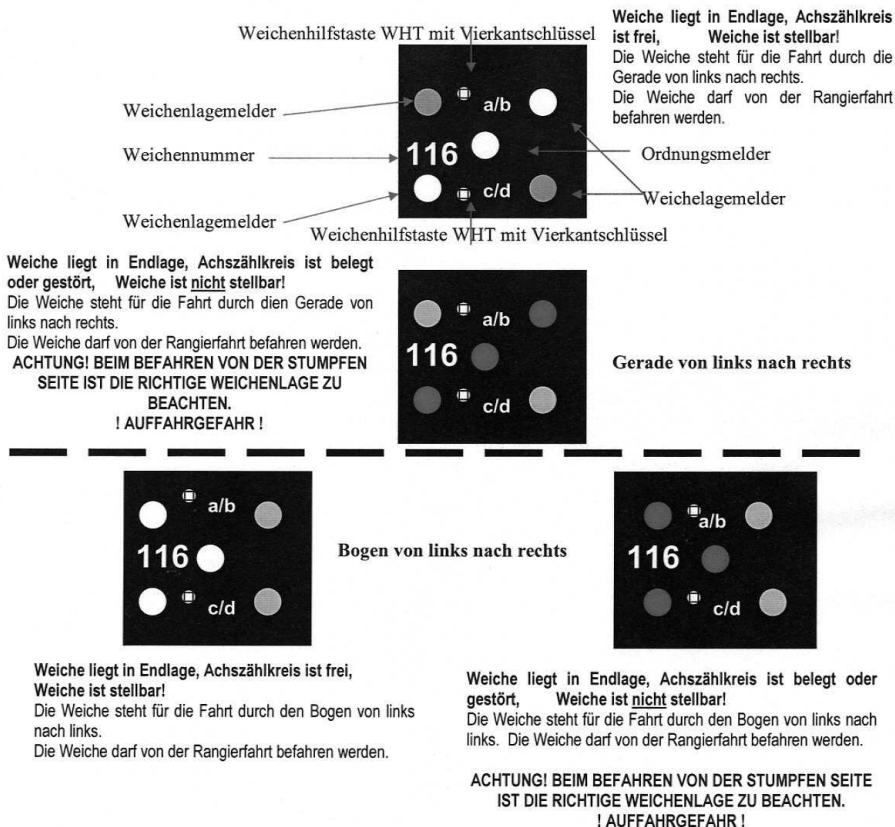 Weichenhilfstaste WHT mit Vierkantschlüssel
Weichenlagemelder
Weichennummer
Weichenlagemelder
a/b
116
c/d
Ordnungsmelder
Weichelagemelder
Weichenhilfstaste WHT mit Vierkantschlüssel
Weiche liegt in Endlage, Achszählkreis
ist frei, Weiche ist stellbar!
Die Weiche steht für die Fahrt durch die
Gerade von links nach rechts.
Die Weiche darf von der Rangierfahrt
befahren werden.
Weiche liegt in Endlage, Achszählkreis ist belegt
oder gestört, Weiche ist nicht stellbar!
Die Weiche steht für die Fahrt durch dien Gerade von
links nach rechts.
Die Weiche darf von der Rangierfahrt befahren werden.
ACHTUNG! BEIM BEFAHREN VON DER STUMPFEN
SEITE IST DIE RICHTIGE WEICHENLAGE ZU
BEACHTEN.
! AUFFAHRGEFAHR !
a/b
116
c/d
Gerade von links nach rechts
a/b
116
c/d
Bogen von links nach rechts
a/b
116
c/d
Weiche liegt in Endlage, Achszählkreis ist frei,
Weiche ist stellbar!
Die Weiche steht für die Fahrt durch den Bogen von links
nach links.
Die Weiche darf von der Rangierfahrt befahren werden.
Weiche liegt in Endlage, Achszählkreis ist belegt oder
gestört, Weiche ist nicht stellbar!
Die Weiche steht für die Fahrt durch den Bogen von links nach
links. Die Weiche darf von der Rangierfahrt befahren werden.
ACHTUNG! BEIM BEFAHREN VON DER STUMPFEN SEITE
IST DIE RICHTIGE WEICHENLAGE ZU BEACHTEN.
! AUFFAHRGEFAHR !